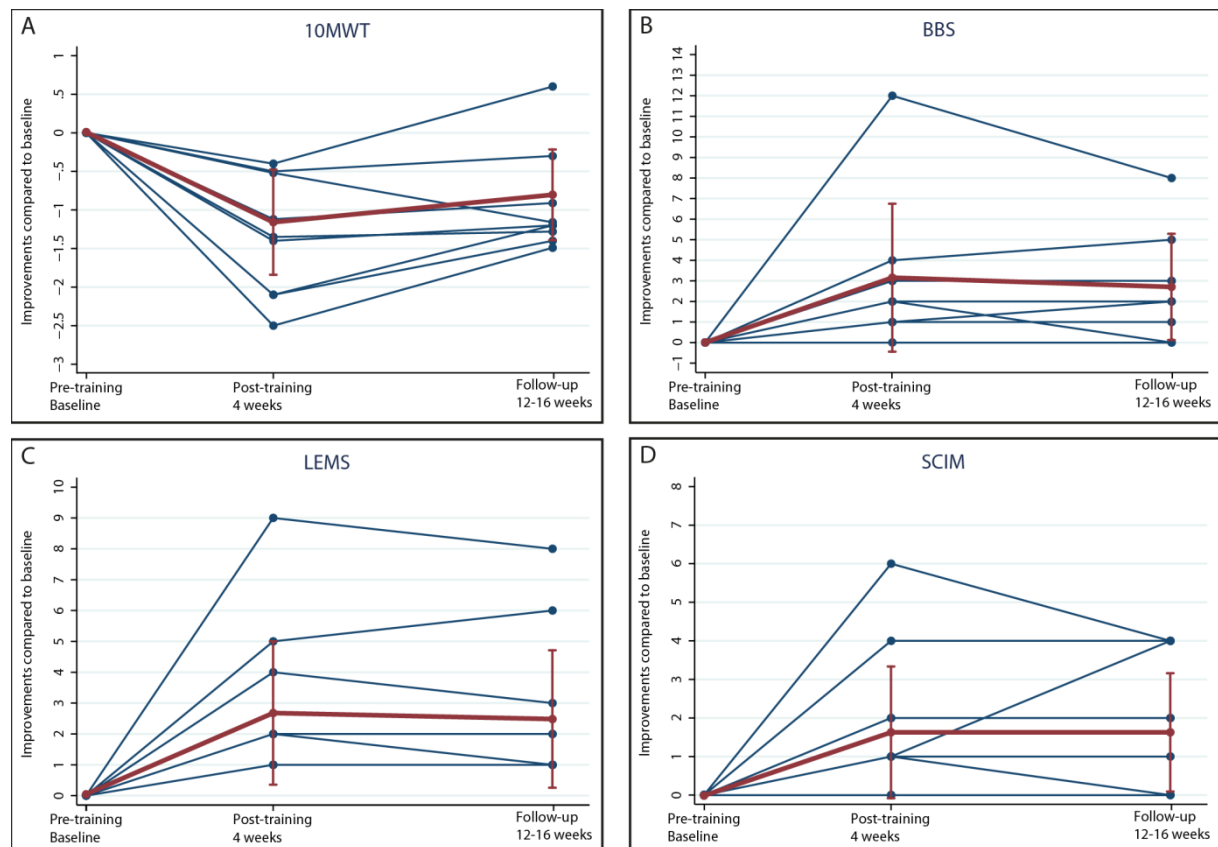 A
10MWT
Improvements compared to baseline
1
.5
0
-.5
-1
-1.5
-2
-2.5
-3
Pre-training
Baseline
Post-training
4 weeks
Follow-up
12-16 weeks
B
BBS
Improvements compared to baseline
14
13
12
11
10
9
8
7
6
5
4
3
2
1
0
-1
Pre-training
Baseline
Post-training
4 weeks
Follow-up
12-16 weeks
C
LEMS
Improvements compared to baseline
10
9
8
7
6
5
4
3
2
1
0
Pre-training
Baseline
Post-training
4 weeks
Follow-up
12-16 weeks
D
SCIM
Improvements compared to baseline
8
7
6
5
4
3
2
1
0
Pre-training
Baseline
Post-training
4 weeks
Follow-up
12-16 weeks